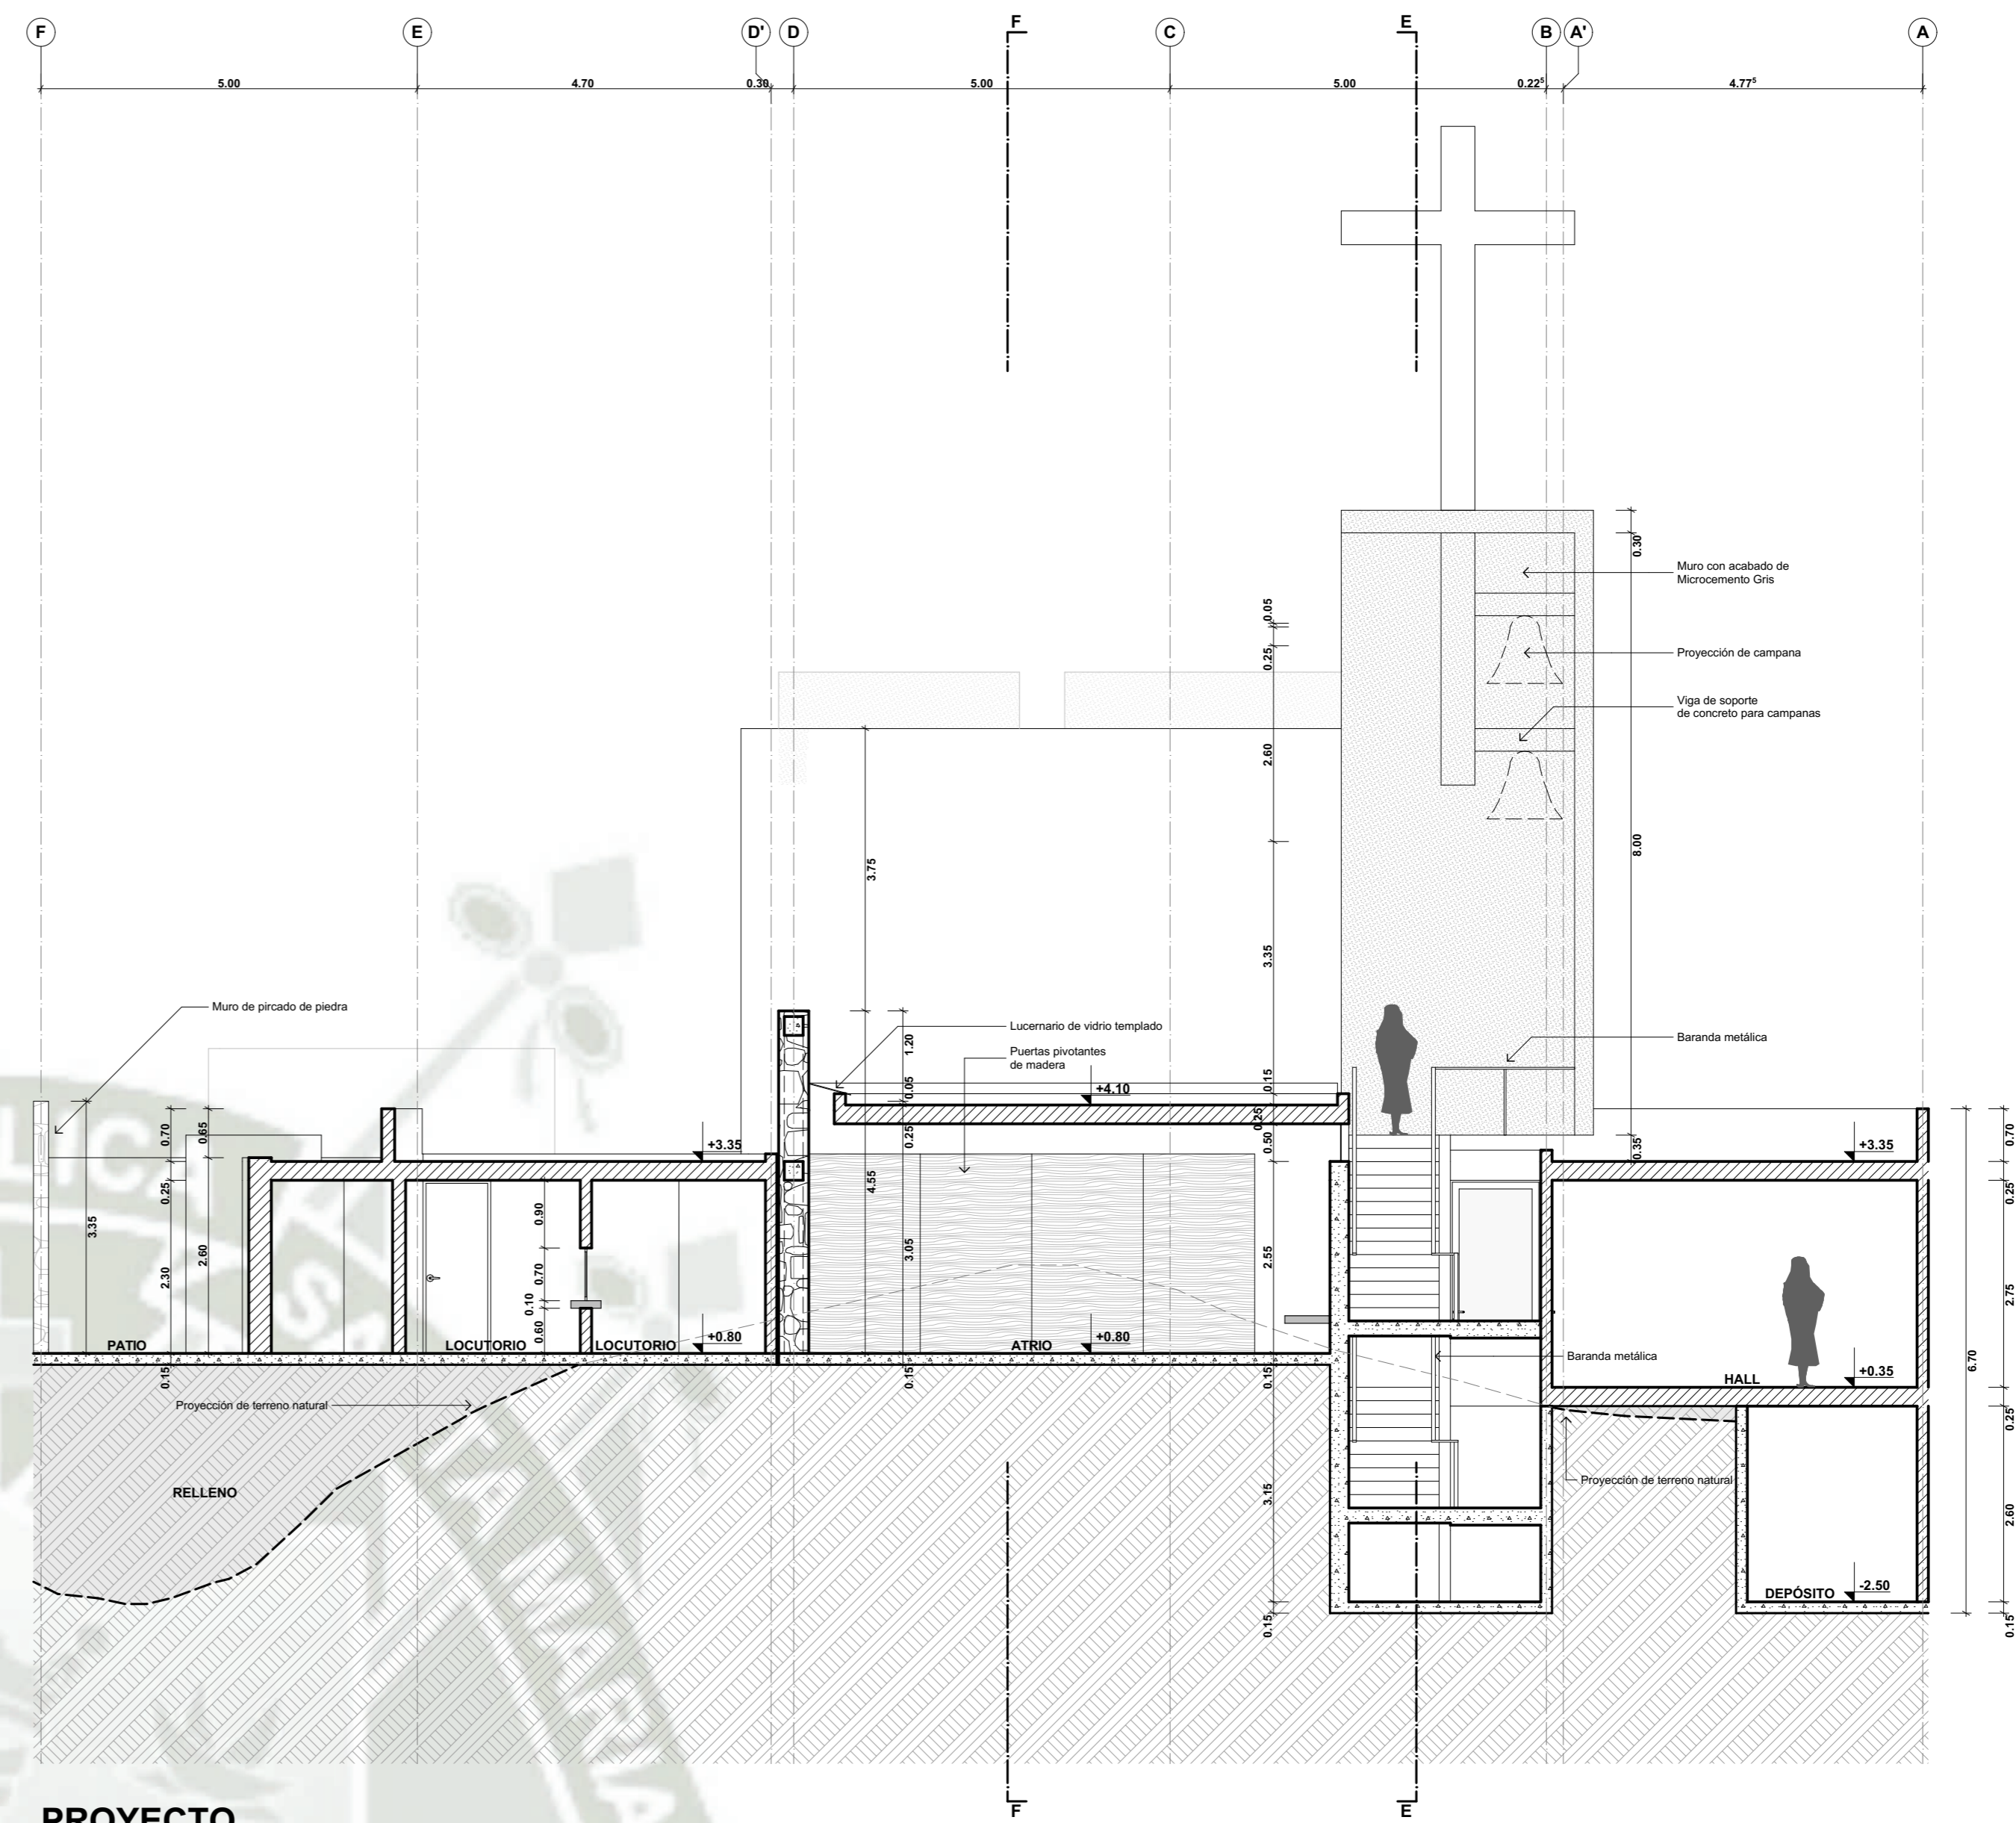 F
E
D'
D
F
C
E
B
A'
A
5.00
4.70
0.30
5.00
5.00
0.22⁵
4.77⁵
0.30
Muro con acabado de
Microcemento Gris
0.05
0.25
Proyección de campana
Viga de soporte
de concreto para campanas
2.60
3.75
8.00
3.35
Muro de pircado de piedra
Lucernario de vidrio templado
Puertas pivotantes
de madera
Baranda metálica
1.20
0.05
0.15
+4.10
0.70
0.65
0.25
0.25
0.50
+3.35
0.35
+3.35
0.70
0.25
4.55
0.25
3.35
2.30
2.60
0.90
0.70
0.10
0.60
3.05
2.55
2.75
6.70
PATIO
LOCUTORIO
LOCUTORIO
+0.80
ATRIO
+0.80
Baranda metálica
HALL
+0.35
0.15
0.15
0.15
0.25
Proyección de terreno natural
Proyección de terreno natural
RELLENO
3.15
2.60
DEPÓSITO
-2.50
0.15
0.15
F
E
PROYECTO
LICA
SA
CA
MARIA